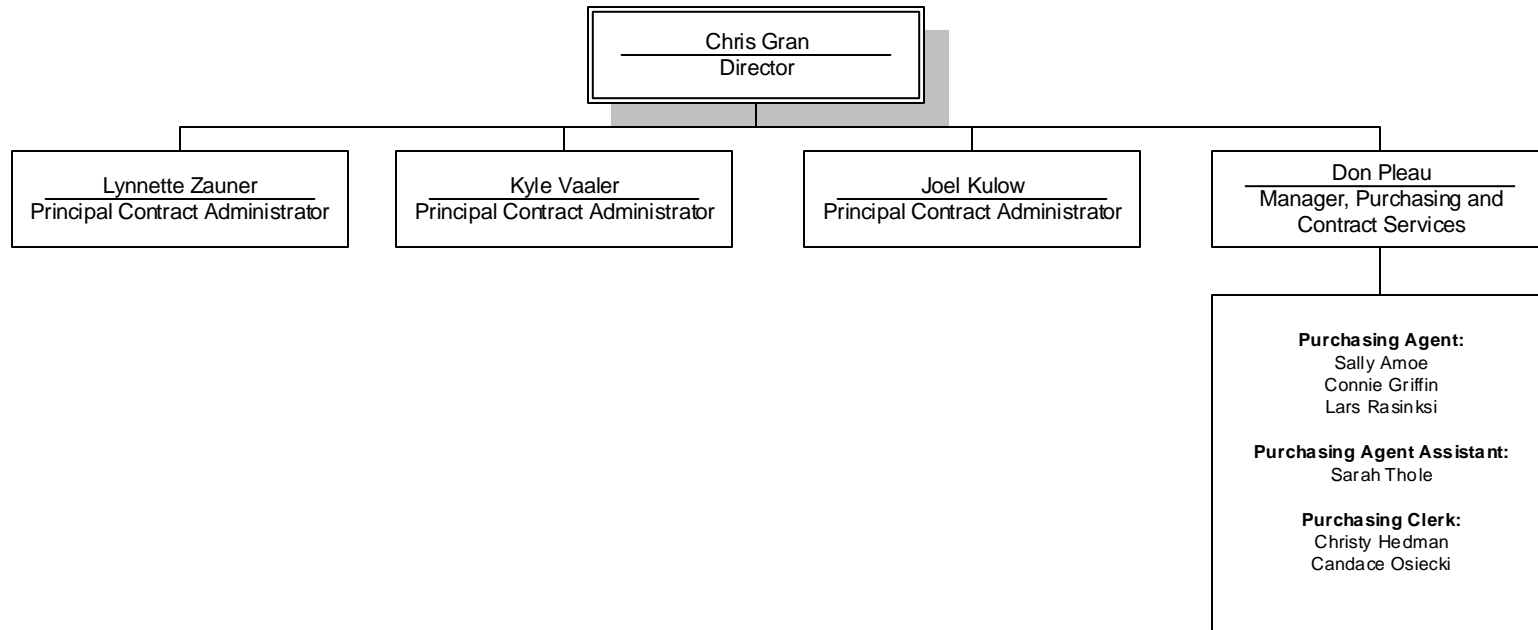 Chris Gran
Director
Lynnette Zauner
Principal Contract Administrator
Kyle Vaaler
Principal Contract Administrator
Joel Kulow
Principal Contract Administrator
Don Pleau
Manager, Purchasing and
Contract Services
Purchasing Agent:
Sally Amoe
Connie Griffin
Lars Rasinksi
Purchasing Agent Assistant:
Sarah Thole
Purchasing Clerk:
Christy Hedman
Candace Osiecki